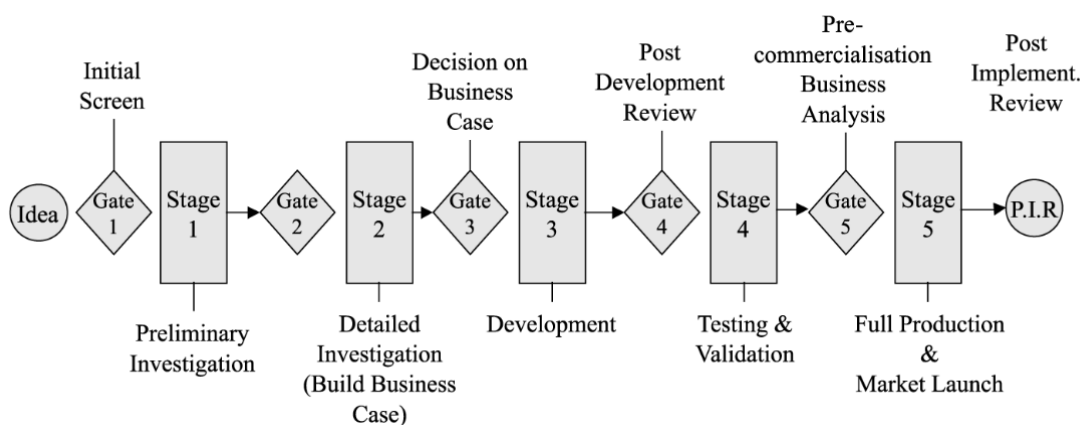 Initial
Screen
Decision on
Business
Case
Post
Development
Review
Pre-
commercialisation
Business
Analysis
Post
Implement.
Review
Idea
Gate
1
Stage
1
Gate
2
Stage
2
Gate
3
Stage
3
Gate
4
Stage
4
Gate
5
Stage
5
P.I.R
Preliminary
Investigation
Detailed
Investigation
(Build Business
Case)
Development
Testing &
Validation
Full Production
&
Market Launch